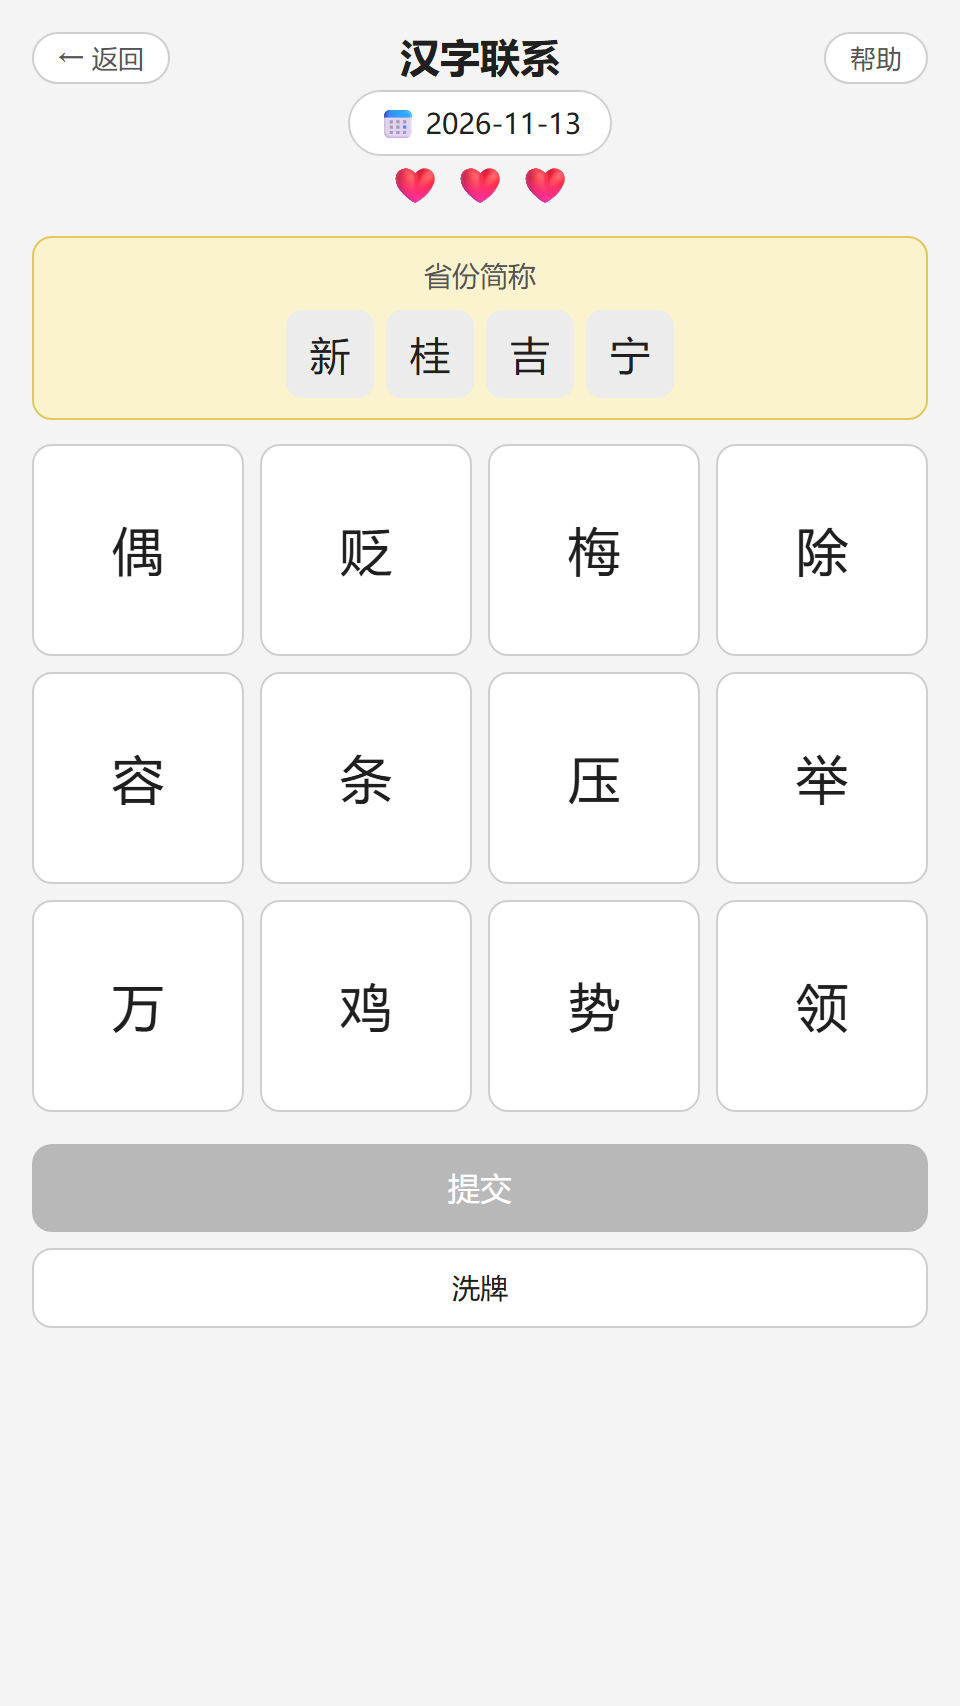 ← 返回
汉字联系
帮助
2026-11-13
省份简称
新 桂 吉 宁
偶 贬 梅 除
容 条 压 举
万 鸡 势 领
提交
洗牌